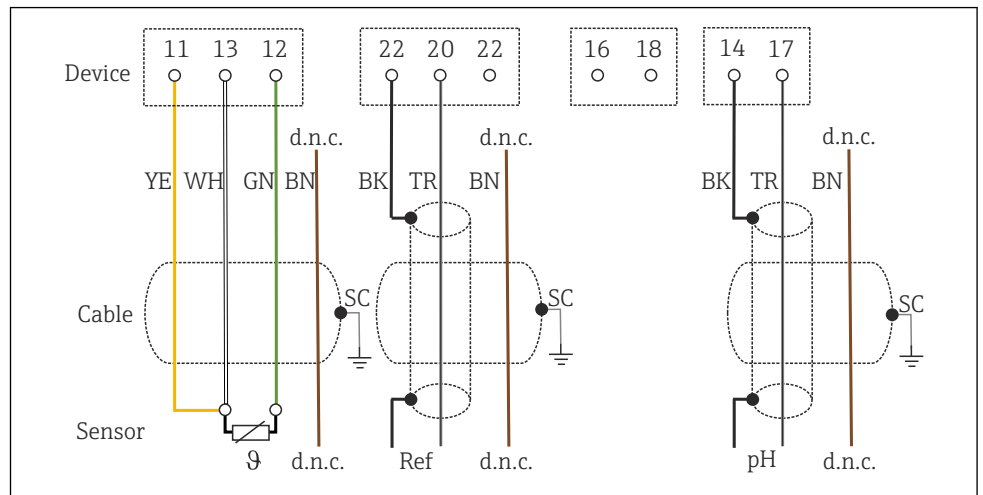 11 13 12 22 20 22 16 18 14 17
Device
d.n.c. d.n.c. d.n.c.
YE WH GN BN BK TR BN BK TR BN
SC SC SC
Cable
Sensor
ϑ d.n.c. Ref d.n.c. pH d.n.c.